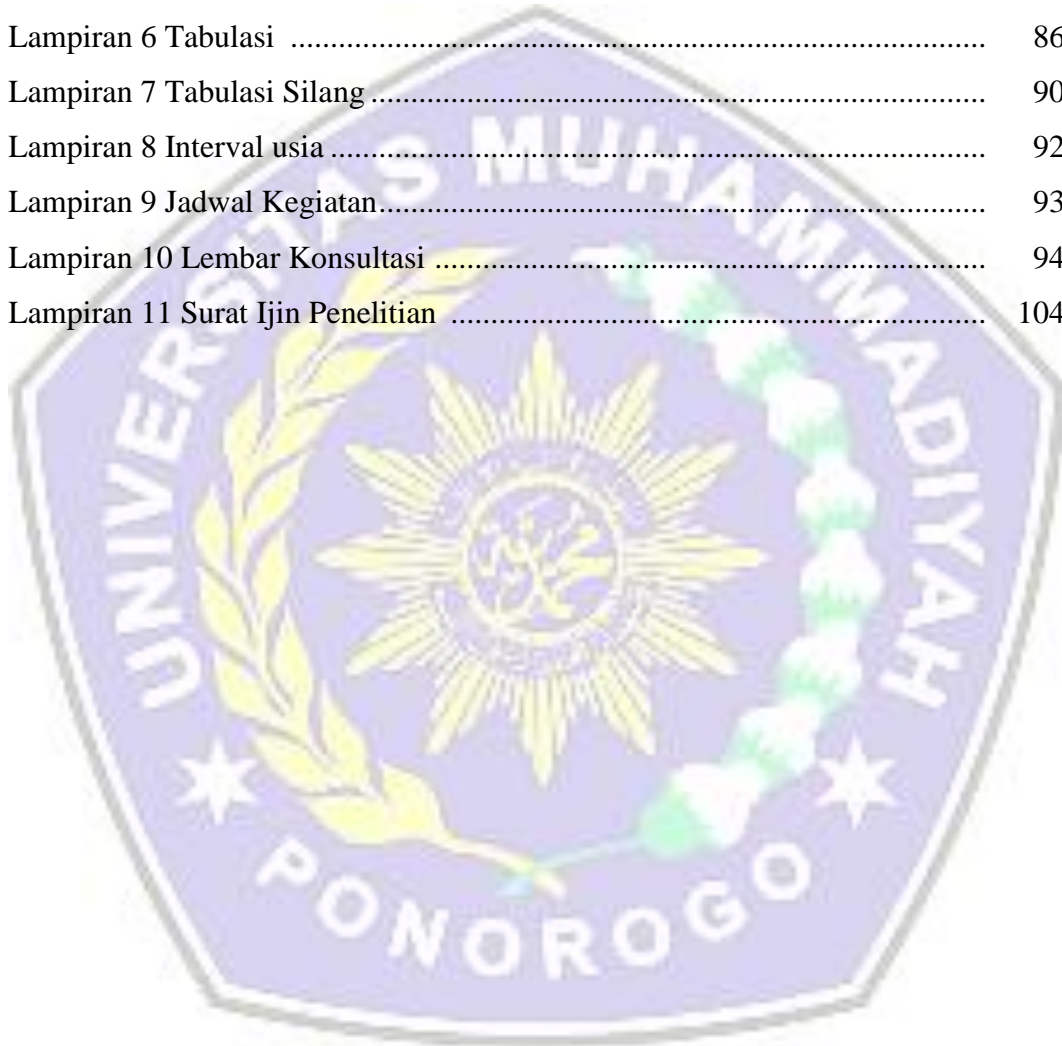 Lampiran 6 Tabulasi ........................................................................................ 86
Lampiran 7 Tabulasi Silang .............................................................................. 90
Lampiran 8 Interval usia ................................................................................... 92
Lampiran 9 Jadwal Kegiatan............................................................................. 93
Lampiran 10 Lembar Konsultasi ...................................................................... 94
Lampiran 11 Surat Ijin Penelitian .................................................................... 104
UNIVERSITAS MUHAMMADIYAH
PONOROGO